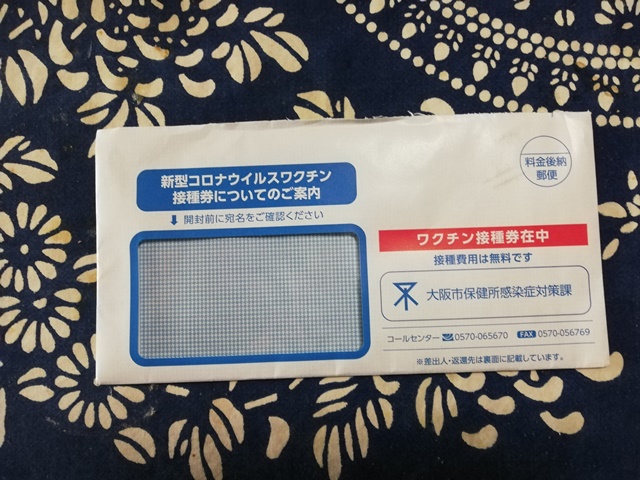 新型コロナウイルスワクチン
接種券についてのご案内
⬇ 開封前に宛名をご確認ください
料金後納
郵便
ワクチン接種券在中
接種費用は無料です
大阪市保健所感染症対策課
コールセンター 0570-065670 FAX 0570-056769
※差出人・返還先は裏面に記載しています。